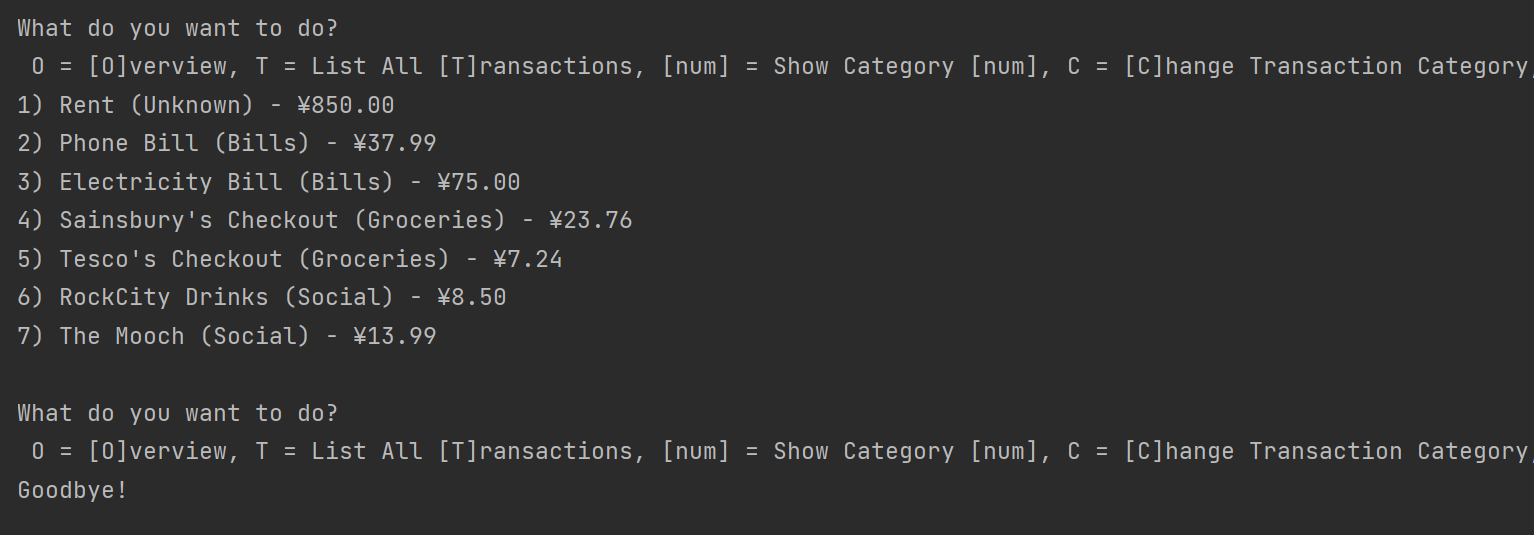 What do you want to do?
O = [O]verview, T = List All [T]ransactions, [num] = Show Category [num], C = [C]hange Transaction Category,
1) Rent (Unknown) - ¥850.00
2) Phone Bill (Bills) - ¥37.99
3) Electricity Bill (Bills) - ¥75.00
4) Sainsbury's Checkout (Groceries) - ¥23.76
5) Tesco's Checkout (Groceries) - ¥7.24
6) RockCity Drinks (Social) - ¥8.50
7) The Mooch (Social) - ¥13.99
What do you want to do?
O = [O]verview, T = List All [T]ransactions, [num] = Show Category [num], C = [C]hange Transaction Category,
Goodbye!